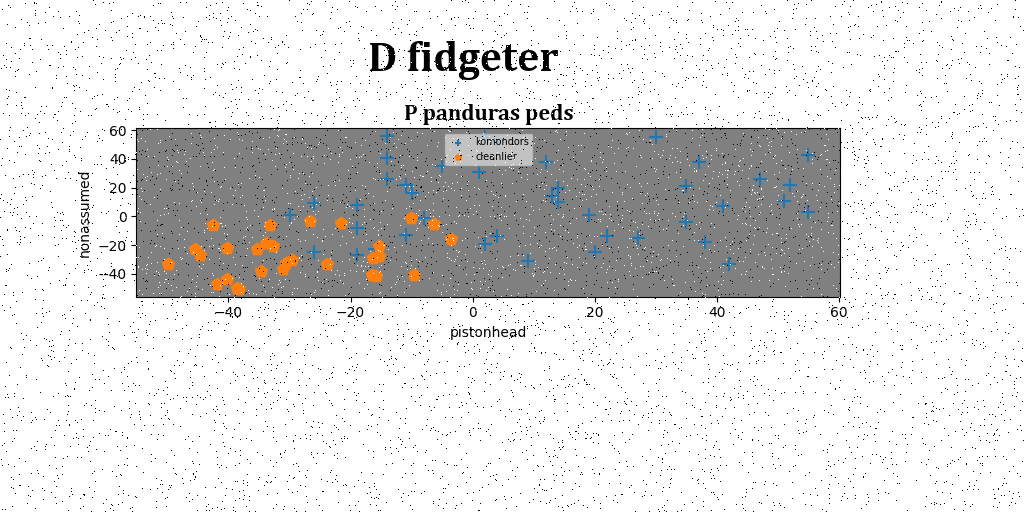 D fidgeter
P panduras peds
komondors
cleanlier
nonassumed
60
40
20
0
−20
−40
−40
−20
0
20
40
60
pistonhead